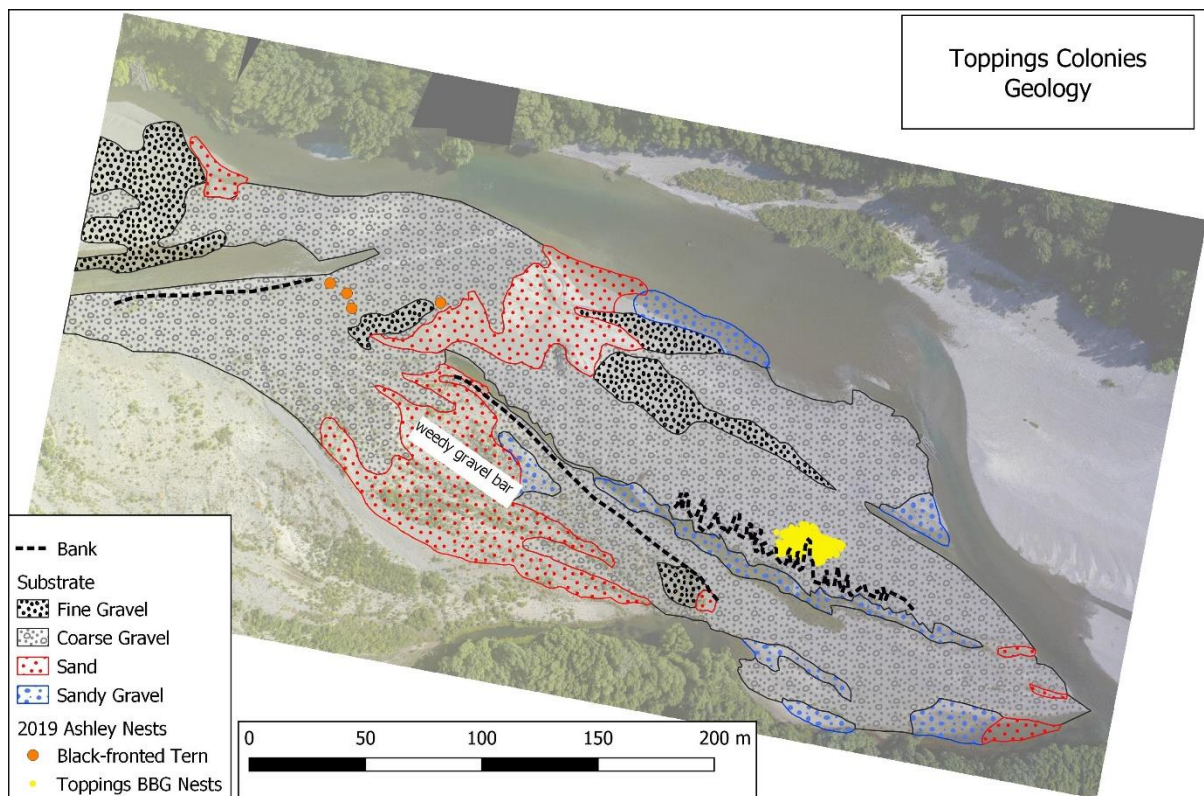 Toppings Colonies
Geology
weedy gravel bar
Bank
Substrate
Fine Gravel
Coarse Gravel
Sand
Sandy Gravel
2019 Ashley Nests
Black-fronted Tern
Toppings BBG Nests
0 50 100 150 200 m